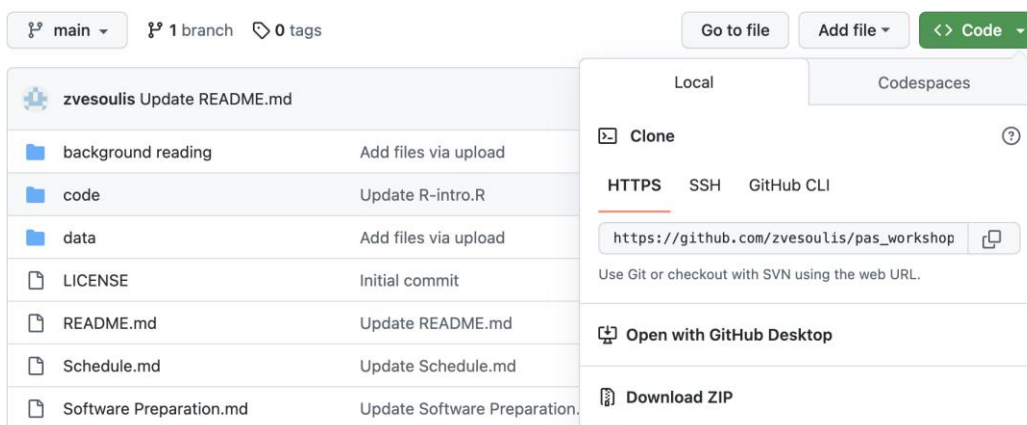 main 1 branch 0 tags Go to file Add file <> Code
Local Codespaces
zvesoulis Update README.md
Clone
background reading Add files via upload
HTTPS SSH GitHub CLI
code Update R-intro.R
data Add files via upload
https://github.com/zvesoulis/pas_workshop
Use Git or checkout with SVN using the web URL.
LICENSE Initial commit
README.md Update README.md
Open with GitHub Desktop
Schedule.md Update Schedule.md
Download ZIP
Software Preparation.md Update Software Preparation.